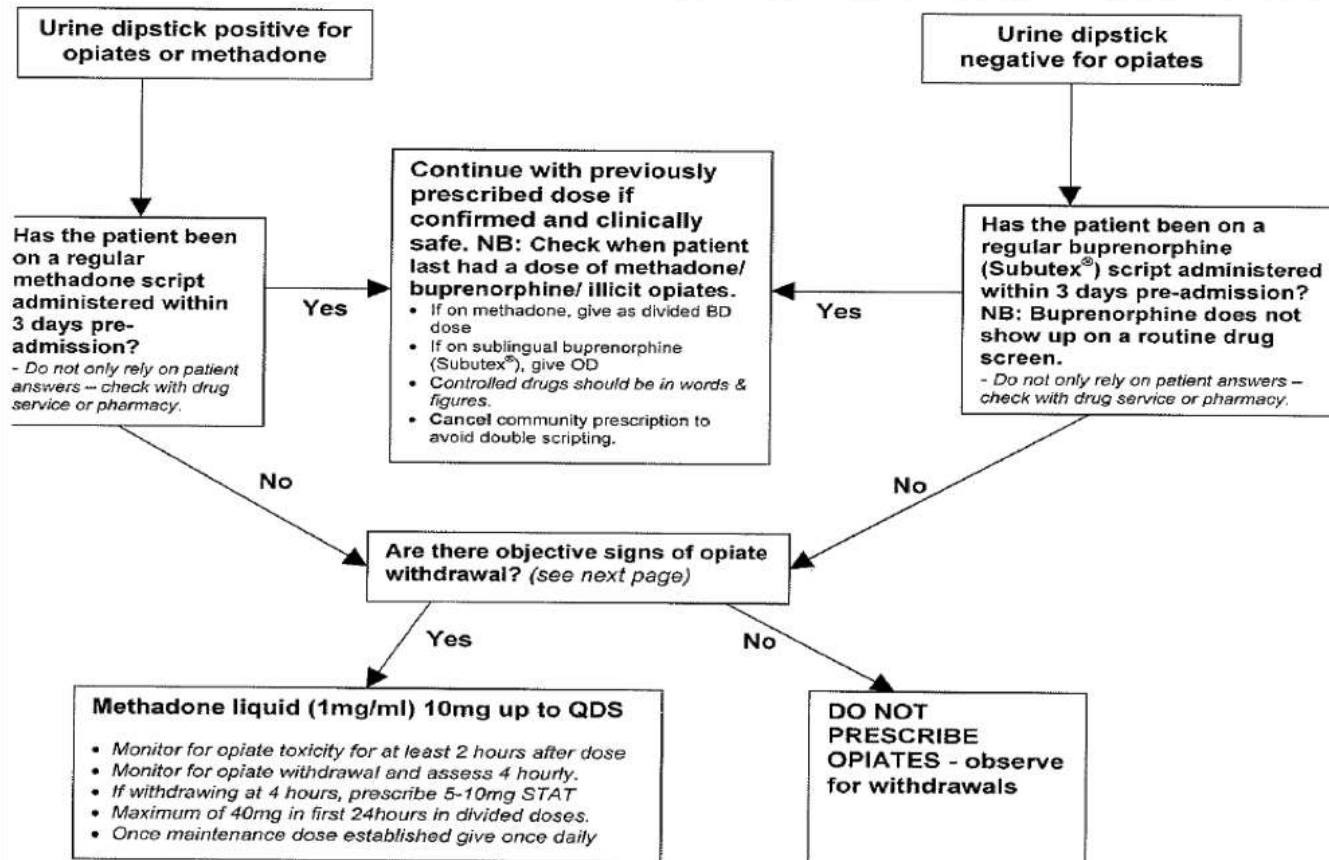 Urine dipstick positive for
opiates or methadone
Urine dipstick
negative for opiates
Has the patient been
on a regular
methadone script
administered within
3 days pre-
admission?
- Do not only rely on patient
answers – check with drug
service or pharmacy.
Yes
Continue with previously
prescribed dose if
confirmed and clinically
safe. NB: Check when patient
last had a dose of methadone/
buprenorphine/ illicit opiates.
• If on methadone, give as divided BD
dose
• If on sublingual buprenorphine
(Subutex®), give OD
• Controlled drugs should be in words &
figures.
• Cancel community prescription to
avoid double scripting.
Yes
Has the patient been on a
regular buprenorphine
(Subutex®) script administered
within 3 days pre-admission?
NB: Buprenorphine does not
show up on a routine drug
screen.
- Do not only rely on patient answers –
check with drug service or pharmacy.
No
No
Are there objective signs of opiate
withdrawal? (see next page)
Yes
No
Methadone liquid (1mg/ml) 10mg up to QDS
• Monitor for opiate toxicity for at least 2 hours after dose
• Monitor for opiate withdrawal and assess 4 hourly.
• If withdrawing at 4 hours, prescribe 5-10mg STAT
• Maximum of 40mg in first 24hours in divided doses.
• Once maintenance dose established give once daily
DO NOT
PRESCRIBE
OPIATES - observe
for withdrawals